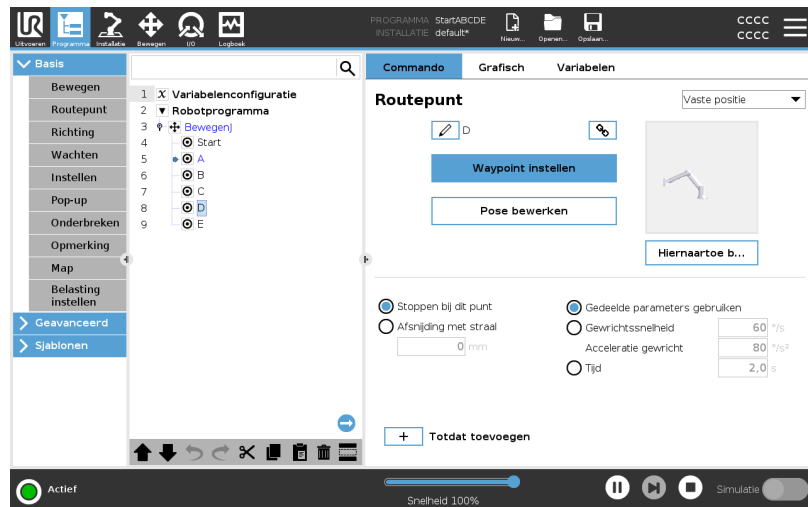 PROGRAMMA StartABCDE
INSTALLATIE default*
Uitvoeren Programma Installatie Bewegen I/O Logboek Nieuw... Openen... Opslaan...
CCCC
CCCC
Basis
Bewegen
Routepunt
Richting
Wachten
Instellen
Pop-up
Onderbreken
Opmerking
Map
Belasting
instellen
Geavanceerd
Sjablonen
1 X Variabelenconfiguratie
2 Robotprogramma
3 BewegenJ
4 Start
5 A
6 B
7 C
8 D
9 E
Commando Grafisch Variabelen
Routepunt
Vaste positie
D
Waypoint instellen
Pose bewerken
Hiernaartoe b...
Stoppen bij dit punt
Afsnijding met straal
0 mm
Gedeelde parameters gebruiken
Gewrichtssnelheid 60 °/s
Acceleratie gewricht 80 °/s²
Tijd 2,0 s
+ Totdat toevoegen
Actief
Snelheid 100%
Simulatie